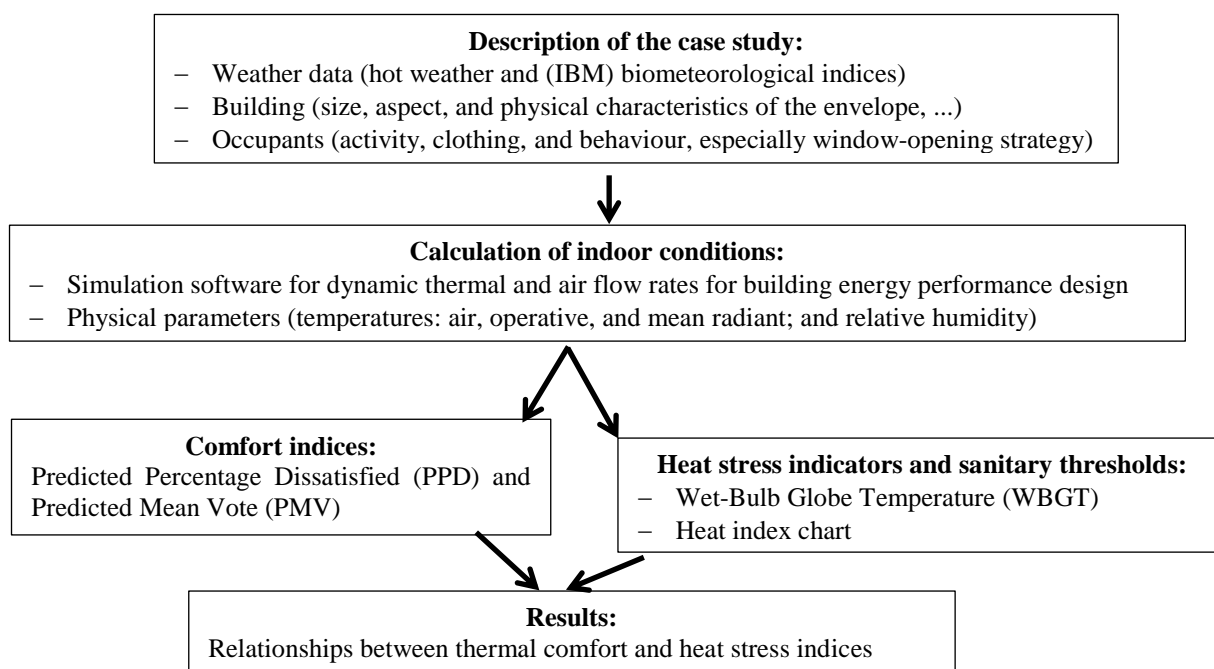 Description of the case study:
− Weather data (hot weather and (IBM) biometeorological indices)
− Building (size, aspect, and physical characteristics of the envelope, ...)
− Occupants (activity, clothing, and behaviour, especially window-opening strategy)
Calculation of indoor conditions:
− Simulation software for dynamic thermal and air flow rates for building energy performance design
− Physical parameters (temperatures: air, operative, and mean radiant; and relative humidity)
Comfort indices:
Predicted Percentage Dissatisfied (PPD) and
Predicted Mean Vote (PMV)
Heat stress indicators and sanitary thresholds:
− Wet-Bulb Globe Temperature (WBGT)
− Heat index chart
Results:
Relationships between thermal comfort and heat stress indices